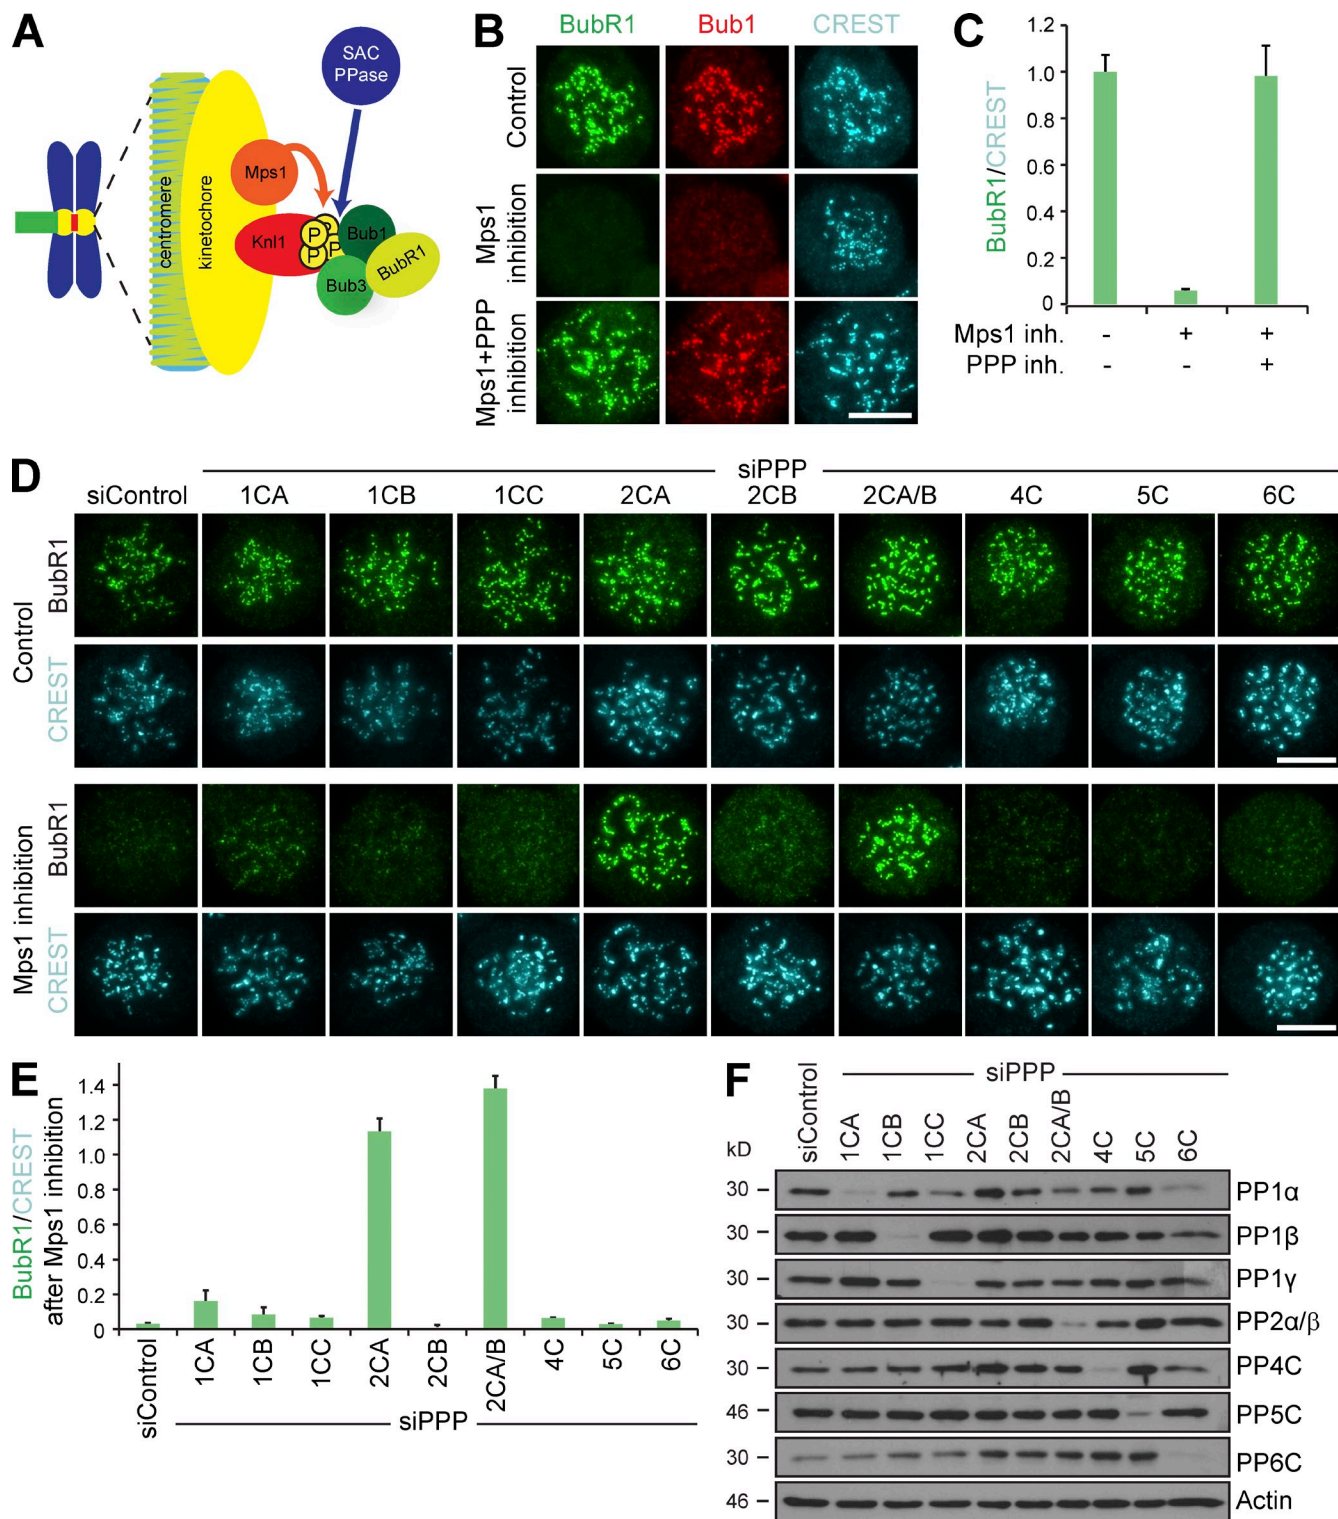 A
SAC
PPase
centromere
kinetochore
Mps1
Knl1
P
P
P
P
Bub1
Bub3
BubR1
B
BubR1 Bub1 CREST
Control
Mps1
inhibition
Mps1+PPP
inhibition
C
BubR1/CREST
1.2
1.0
0.8
0.6
0.4
0.2
0
Mps1 inh. - + +
PPP inh. - - +
D
siPPP
siControl 1CA 1CB 1CC 2CA 2CB 2CA/B 4C 5C 6C
Control
BubR1
CREST
Mps1 inhibition
BubR1
CREST
E
BubR1/CREST
after Mps1 inhibition
1.4
1.2
1.0
0.8
0.6
0.4
0.2
0
siControl 1CA 1CB 1CC 2CA 2CB 2CA/B 4C 5C 6C
siPPP
F
siPPP
siControl 1CA 1CB 1CC 2CA 2CB 2CA/B 4C 5C 6C
kD
30 PP1α
30 PP1β
30 PP1γ
30 PP2α/β
30 PP4C
46 PP5C
30 PP6C
46 Actin